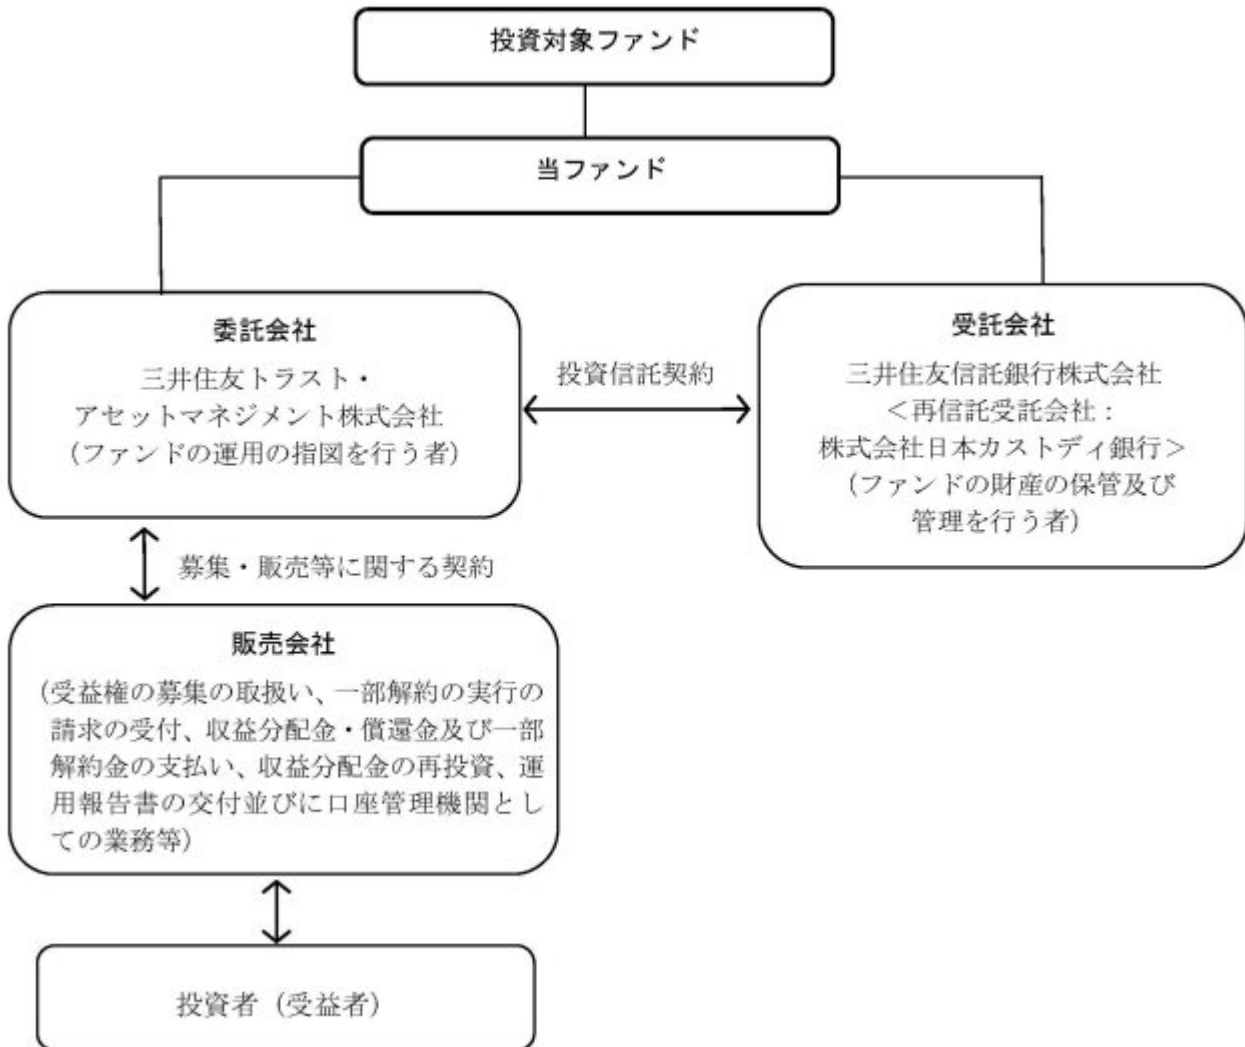 投資対象ファンド
当ファンド
委託会社
三井住友トラスト・
アセットマネジメント株式会社
（ファンドの運用の指図を行う者）
投資信託契約
受託会社
三井住友信託銀行株式会社
＜再信託受託会社：
株式会社日本カストディ銀行＞
（ファンドの財産の保管及び
管理を行う者）
募集・販売等に関する契約
販売会社
（受益権の募集の取扱い、一部解約の実行の
請求の受付、収益分配金・償還金及び一部
解約金の支払い、収益分配金の再投資、運
用報告書の交付並びに口座管理機関とし
ての業務等）
投資者（受益者）